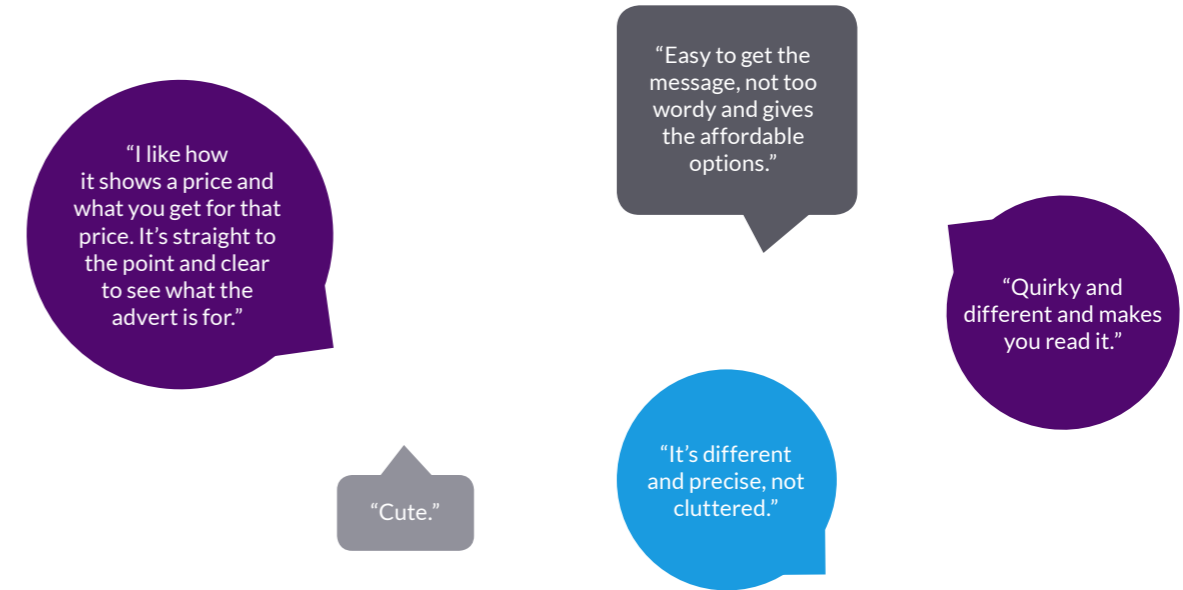 “I like how
it shows a price and
what you get for that
price. It’s straight to
the point and clear
to see what the
advert is for.”
“Easy to get the
message, not too
wordy and gives
the affordable
options.”
“Quirky and
different and makes
you read it.”
“Cute.”
“It’s different
and precise, not
cluttered.”